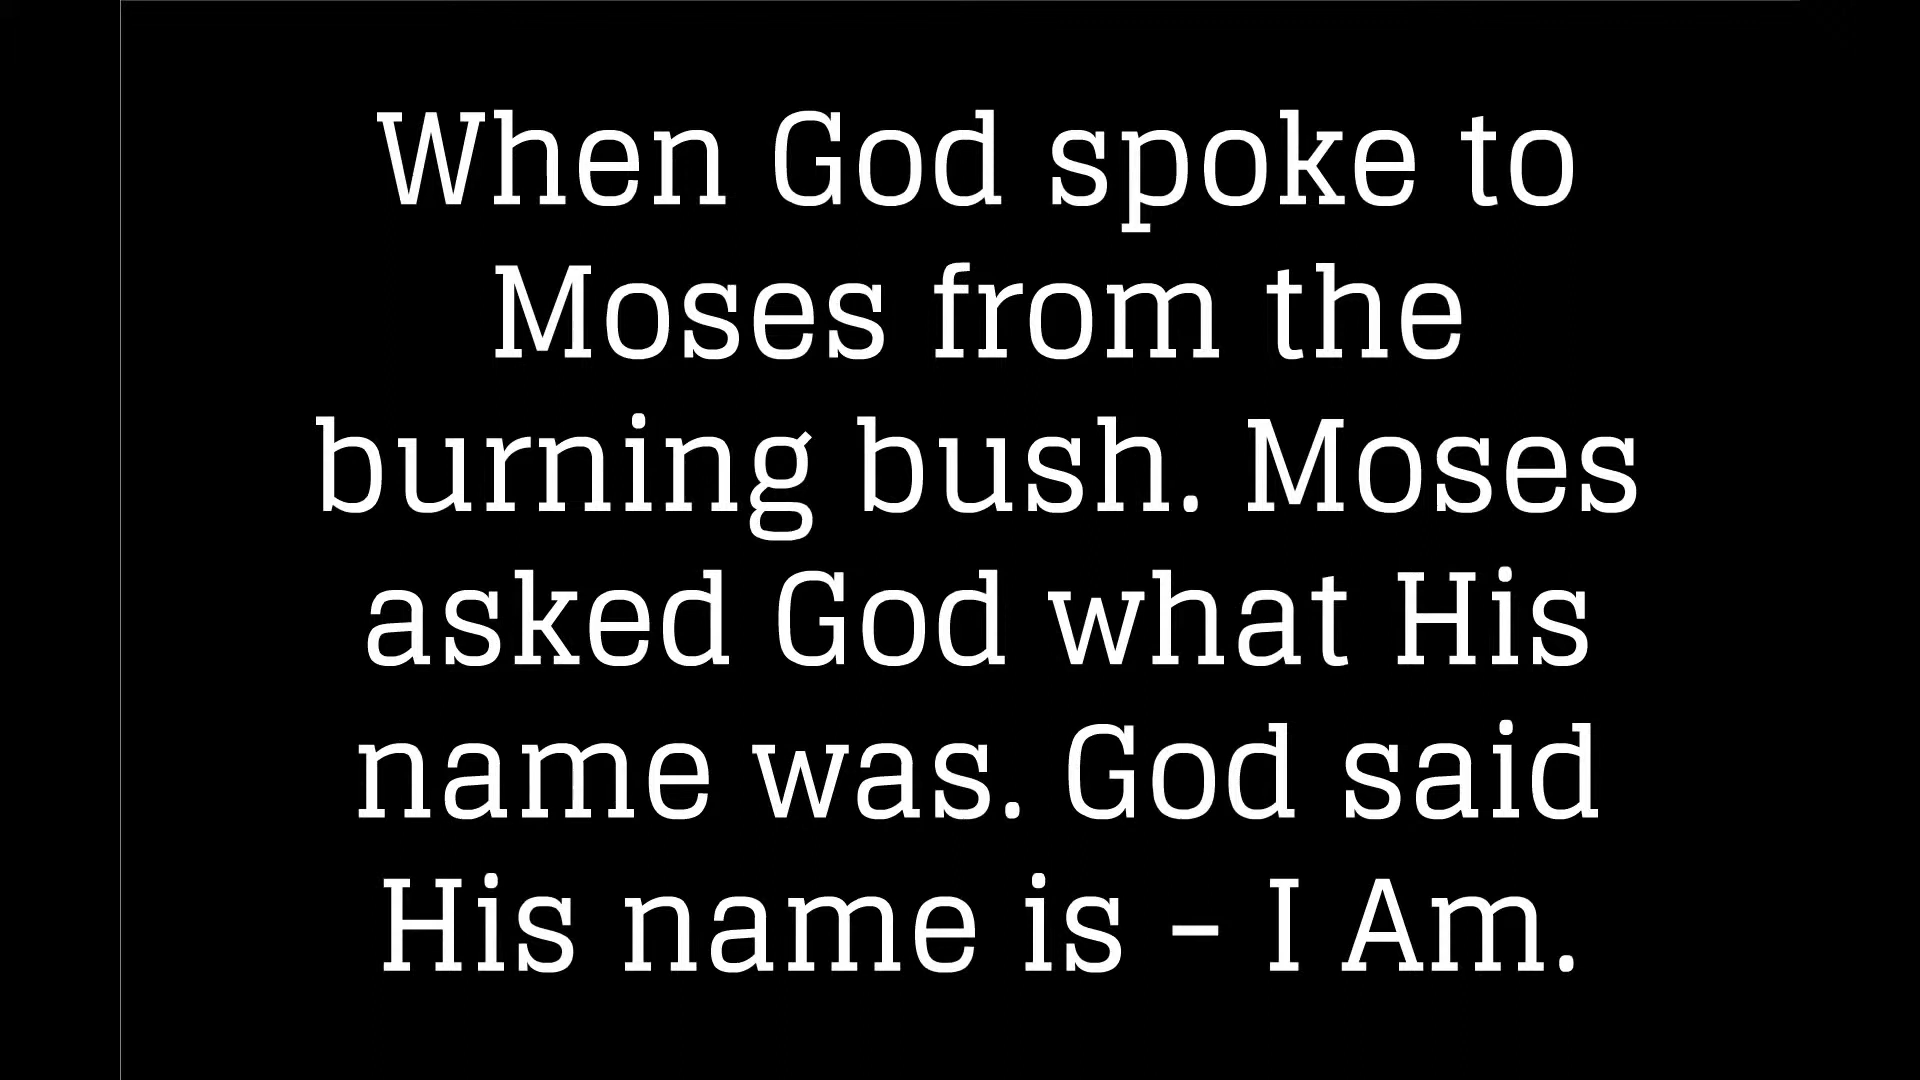 When God spoke to
Moses from the
burning bush. Moses
asked God what His
name was. God said
His name is – I Am.